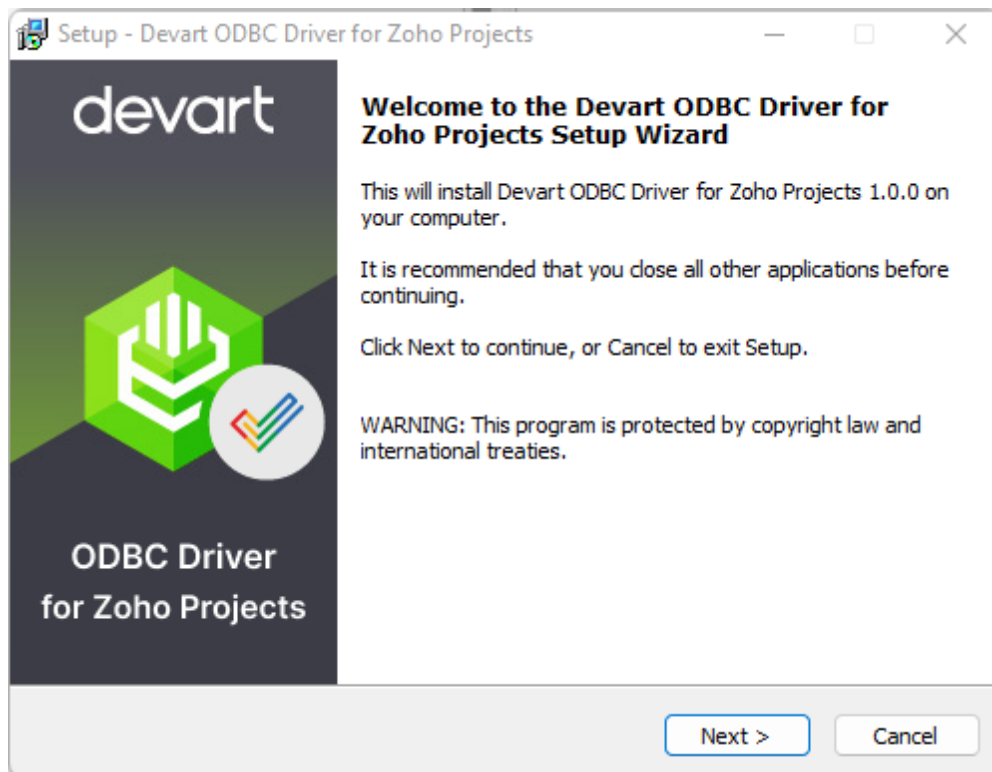 Setup - Devart ODBC Driver for Zoho Projects
devart
Welcome to the Devart ODBC Driver for
Zoho Projects Setup Wizard
This will install Devart ODBC Driver for Zoho Projects 1.0.0 on
your computer.
It is recommended that you close all other applications before
continuing.
Click Next to continue, or Cancel to exit Setup.
WARNING: This program is protected by copyright law and
international treaties.
ODBC Driver
for Zoho Projects
Next >
Cancel